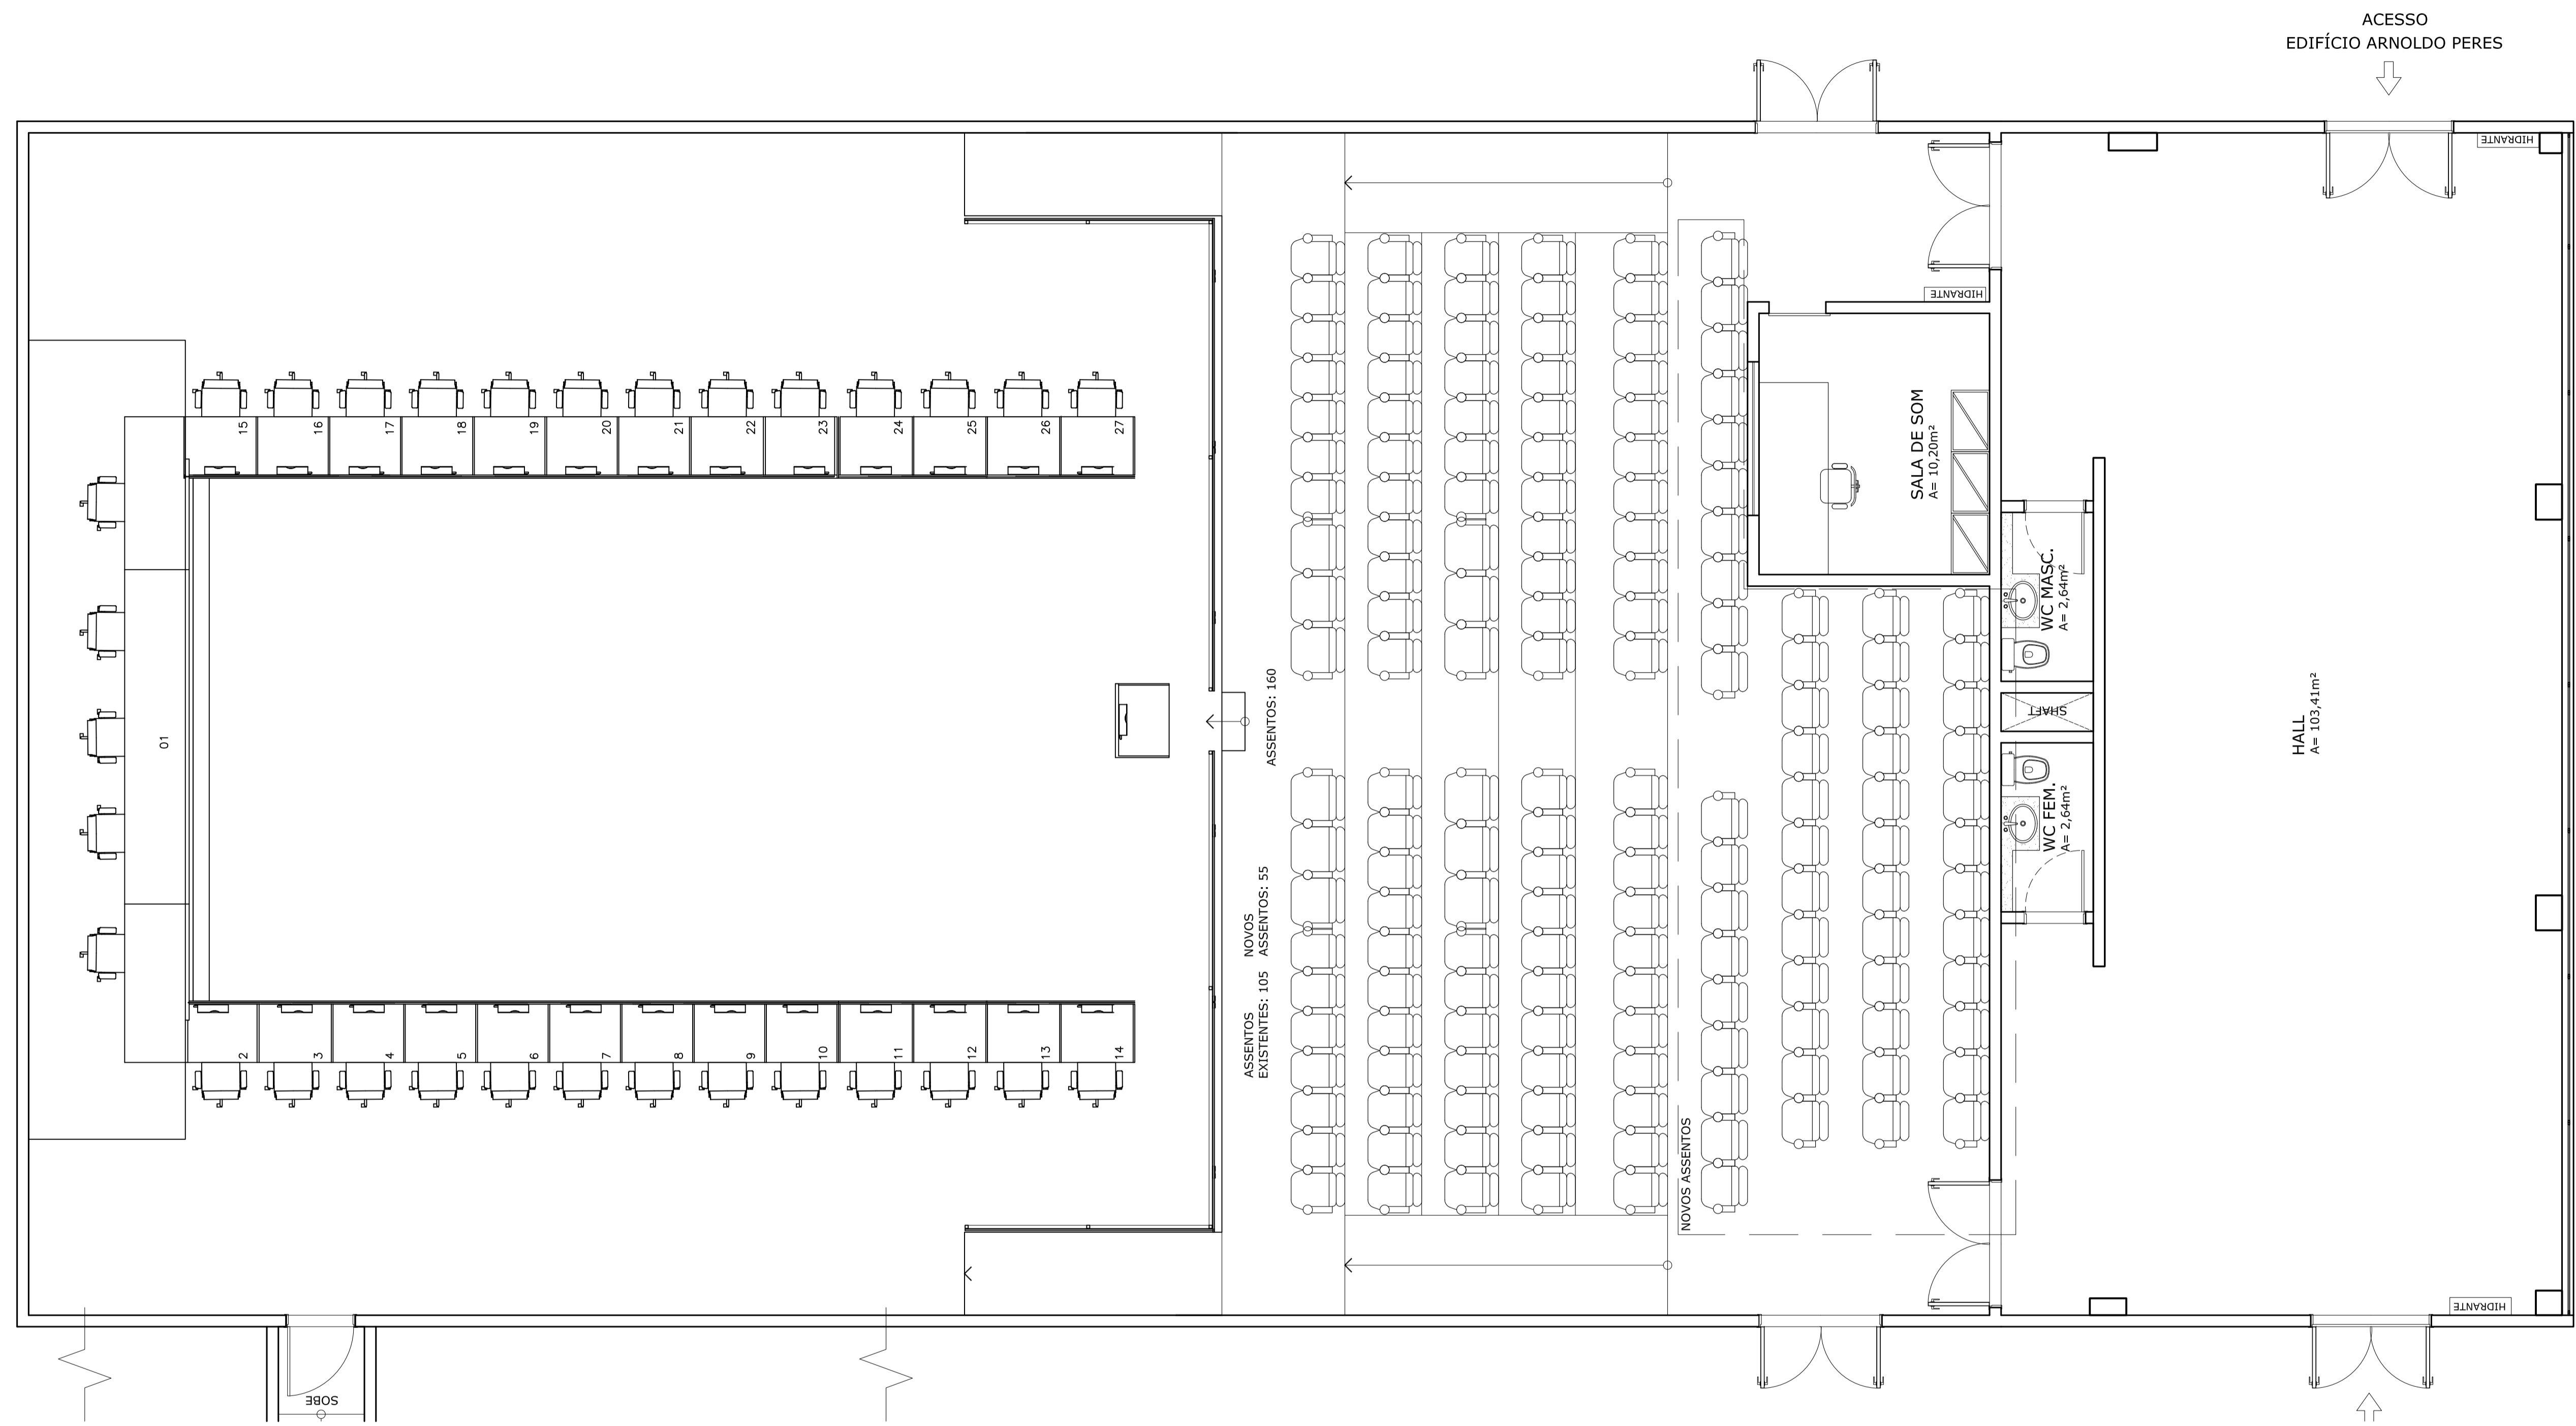 ACESSO
EDIFÍCIO ARNOLDO PERES
HIDRANTE
HIDRANTE
15
16
17
18
19
20
21
22
23
24
25
26
27
SALA DE SOM
A= 10,20m²
WC MASC.
A= 2,64m²
SHAFT
WC FEM.
A= 2,64m²
HALL
A= 103,41m²
01
ASSENTOS: 160
NOVOS
ASSENTOS: 55
ASSENTOS
EXISTENTES: 105
NOVOS ASSENTOS
2
3
4
5
6
7
8
9
10
11
12
13
14
HIDRANTE
SOBE